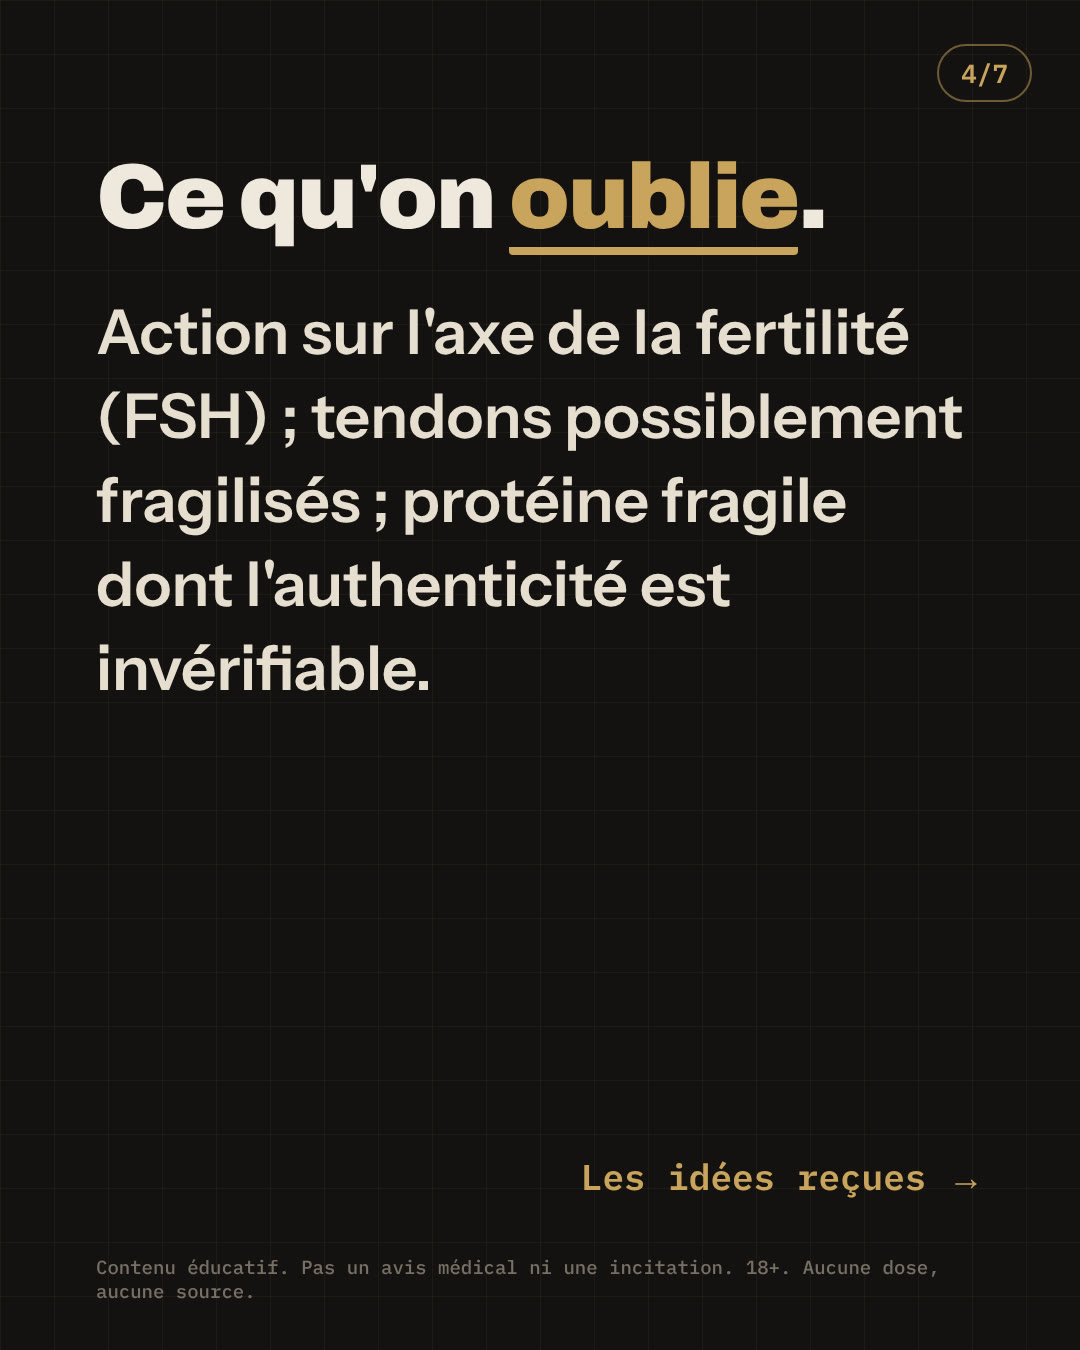 4/7
Ce qu'on oublie.
Action sur l'axe de la fertilité
(FSH) ; tendons possiblement
fragilisés ; protéine fragile
dont l'authenticité est
invérifiable.
Les idées reçues →
Contenu éducatif. Pas un avis médical ni une incitation. 18+. Aucune dose,
aucune source.